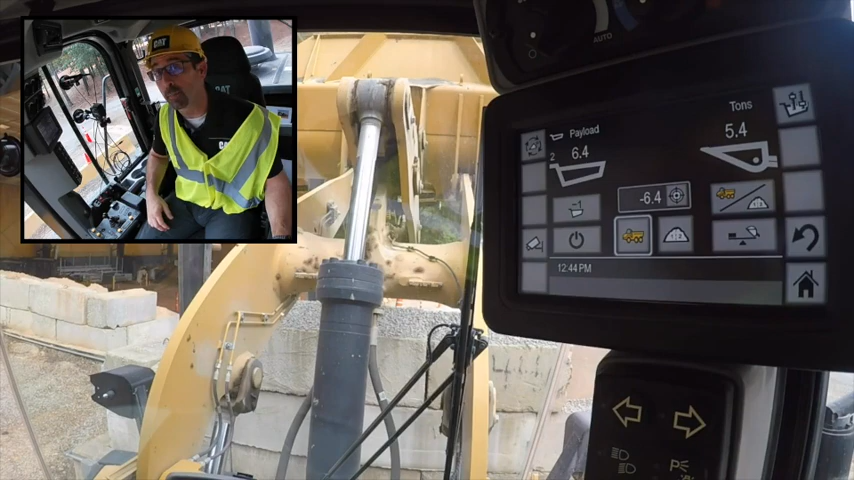 CAT
CAT
AUTO
Payload
2 6.4
Tons
5.4
-6.4
12:44 PM